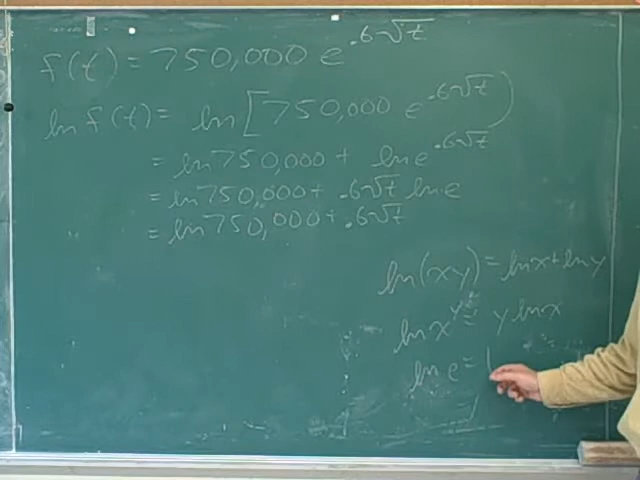 f(t) = 750,000 e^.6√t
ln f(t) = ln [750,000 e^.6√t)
= ln 750,000 + ln e^.6√t
= ln 750,000 + .6√t ln e
= ln 750,000 + .6√t
ln(xy) = ln x + ln y
ln x^y = y ln x
ln e = 1